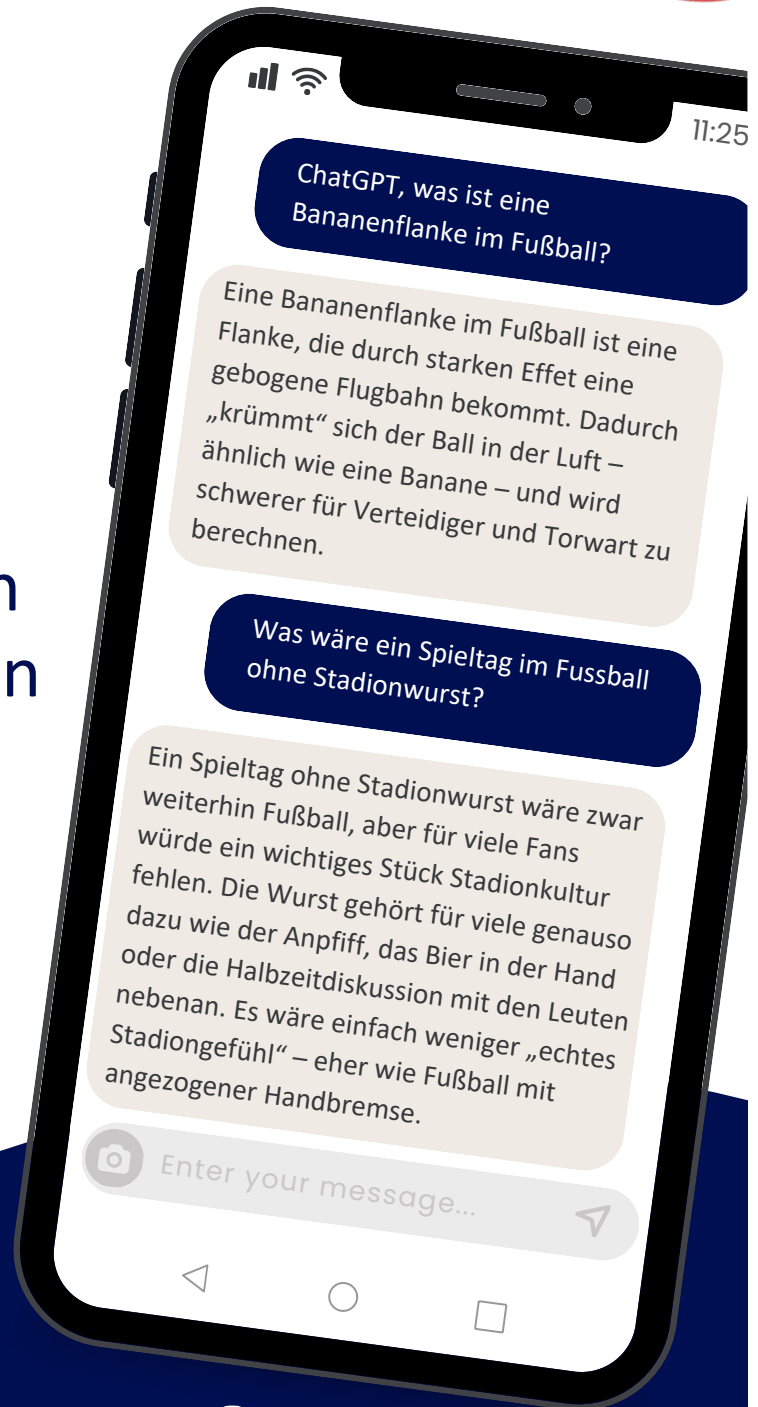 11:25
ChatGPT, was ist eine
Bananenflanke im Fußball?
Eine Bananenflanke im Fußball ist eine
Flanke, die durch starken Effet eine
gebogene Flugbahn bekommt. Dadurch
„krümmt“ sich der Ball in der Luft –
ähnlich wie eine Banane – und wird
schwerer für Verteidiger und Torwart zu
berechnen.
n
n
Was wäre ein Spieltag im Fussball
ohne Stadionwurst?
Ein Spieltag ohne Stadionwurst wäre zwar
weiterhin Fußball, aber für viele Fans
würde ein wichtiges Stück Stadionkultur
fehlen. Die Wurst gehört für viele genauso
dazu wie der Anpfiff, das Bier in der Hand
oder die Halbzeitdiskussion mit den Leuten
nebenan. Es wäre einfach weniger „echtes
Stadiongefühl“ – eher wie Fußball mit
angezogener Handbremse.
Enter your message...